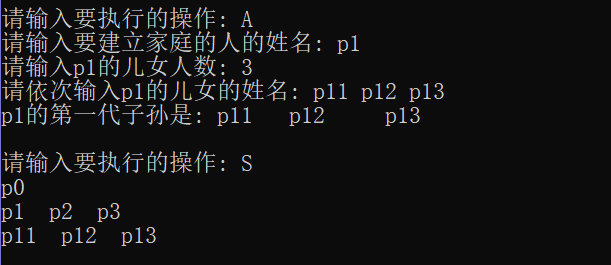 请输入要执行的操作: A
请输入要建立家庭的人的姓名: p1
请输入p1的儿女人数: 3
请依次输入p1的儿女的姓名: p11 p12 p13
p1的第一代子孙是: p11   p12     p13
请输入要执行的操作: S
p0
p1  p2  p3
p11  p12  p13